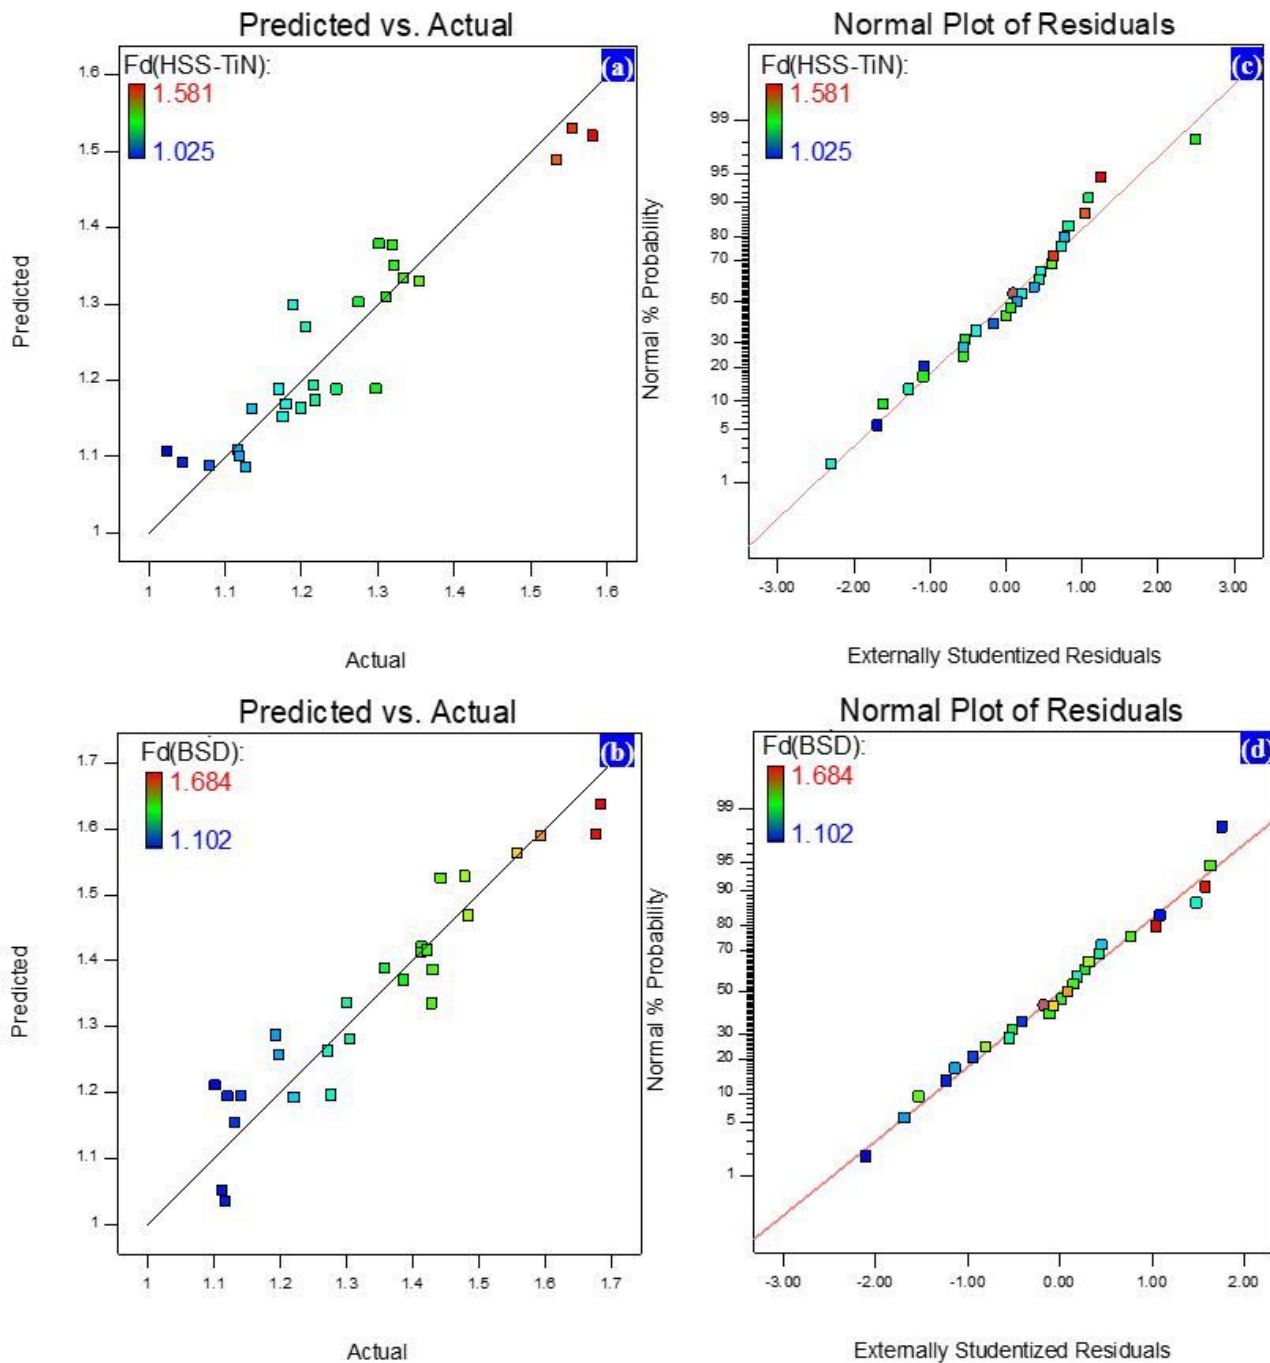 Predicted vs. Actual
(a)
Fd(HSS-TiN):
1.581
1.025
1.6
1.5
1.4
1.3
1.2
1.1
1
Predicted
1 1.1 1.2 1.3 1.4 1.5 1.6
Actual
Normal Plot of Residuals
(c)
Fd(HSS-TiN):
1.581
1.025
99
95
90
80
70
50
30
20
10
5
1
Normal % Probability
-3.00 -2.00 -1.00 0.00 1.00 2.00 3.00
Externally Studentized Residuals
Predicted vs. Actual
(b)
Fd(BSD):
1.684
1.102
1.7
1.6
1.5
1.4
1.3
1.2
1.1
1
Predicted
1 1.1 1.2 1.3 1.4 1.5 1.6 1.7
Actual
Normal Plot of Residuals
(d)
Fd(BSD):
1.684
1.102
99
95
90
80
70
50
30
20
10
5
1
Normal % Probability
-3.00 -2.00 -1.00 0.00 1.00 2.00
Externally Studentized Residuals